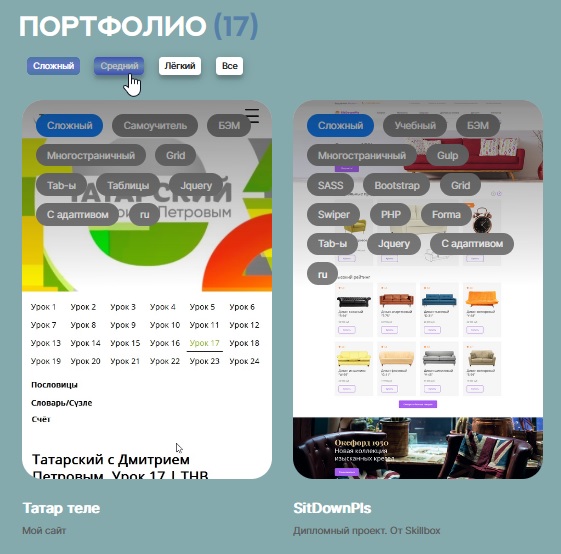 ПОРТФОЛИО (17)
Сложный Средний Лёгкий Все
Сложный Самоучитель БЭМ
Многостраничный Grid
Tab-ы Таблицы Jquery
С адаптивом ru
ТАТАРСКИЙ
Петровым
Урок 1 Урок 2 Урок 3 Урок 4 Урок 5 Урок 6
Урок 7 Урок 8 Урок 9 Урок 10 Урок 11 Урок 12
Урок 13 Урок 14 Урок 15 Урок 16 Урок 17 Урок 18
Урок 19 Урок 20 Урок 21 Урок 22 Урок 23 Урок 24
Пословицы
Словарь/Сүзле
Счёт
Татарский с Дмитрием
Петровым. Урок 17 | ТНВ
Татар теле
Мой сайт
Сложный Учебный БЭМ
Многостраничный Gulp
SASS Bootstrap Grid
Swiper PHP Forma
Tab-ы Jquery С адаптивом
ru
рейтинг
Оксфорд 1950
Новая коллекция
изысканных кресел
SitDownPls
Дипломный проект. От Skillbox